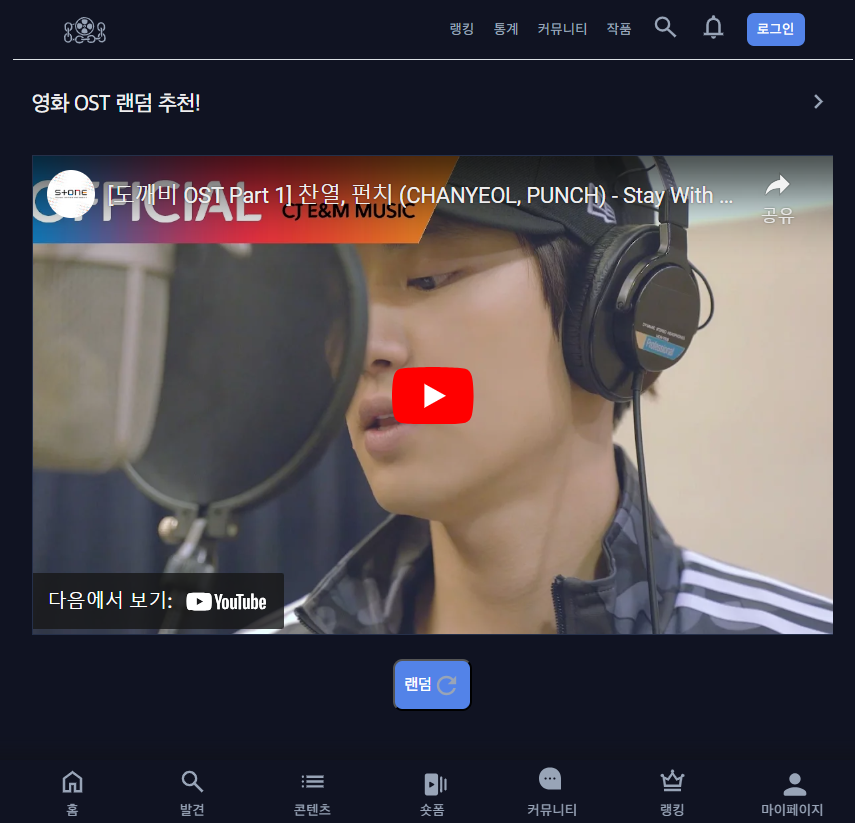 랭킹 통계 커뮤니티 작품 로그인
영화 OST 랜덤 추천!
OFFICIAL
CJ E&M MUSIC
S+ONE
[도깨비 OST Part 1] 찬열, 펀치 (CHANYEOL, PUNCH) - Stay With ...
공유
Professional
다음에서 보기: YouTube
랜덤
홈 발견 콘텐츠 숏폼 커뮤니티 랭킹 마이페이지